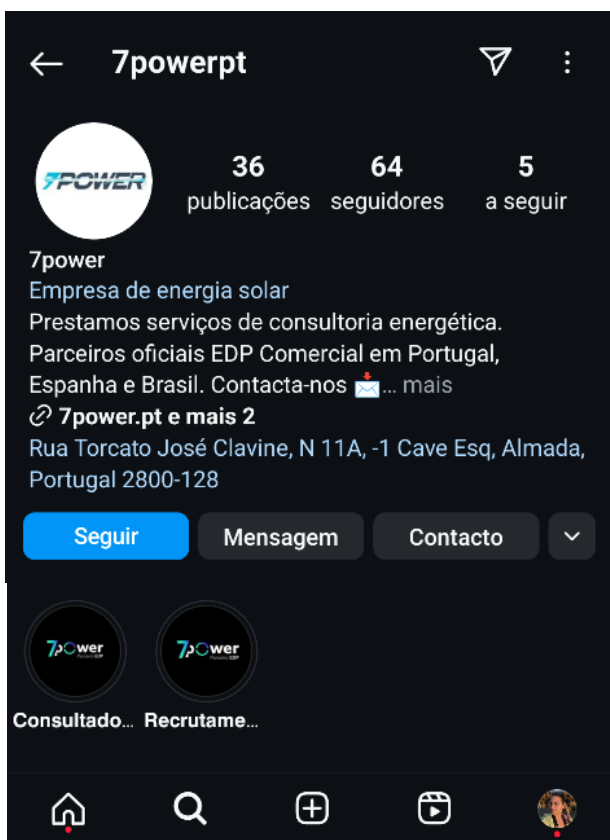 7powerpt
7POWER
36
64
5
publicações
seguidores
a seguir
7power
Empresa de energia solar
Prestamos serviços de consultoria energética.
Parceiros oficiais EDP Comercial em Portugal,
Espanha e Brasil. Contacta-nos 📩... mais
7power.pt e mais 2
Rua Torcato José Clavine, N 11A, -1 Cave Esq, Almada,
Portugal 2800-128
Seguir
Mensagem
Contacto
7power
7power
Consultado...
Recrutame...